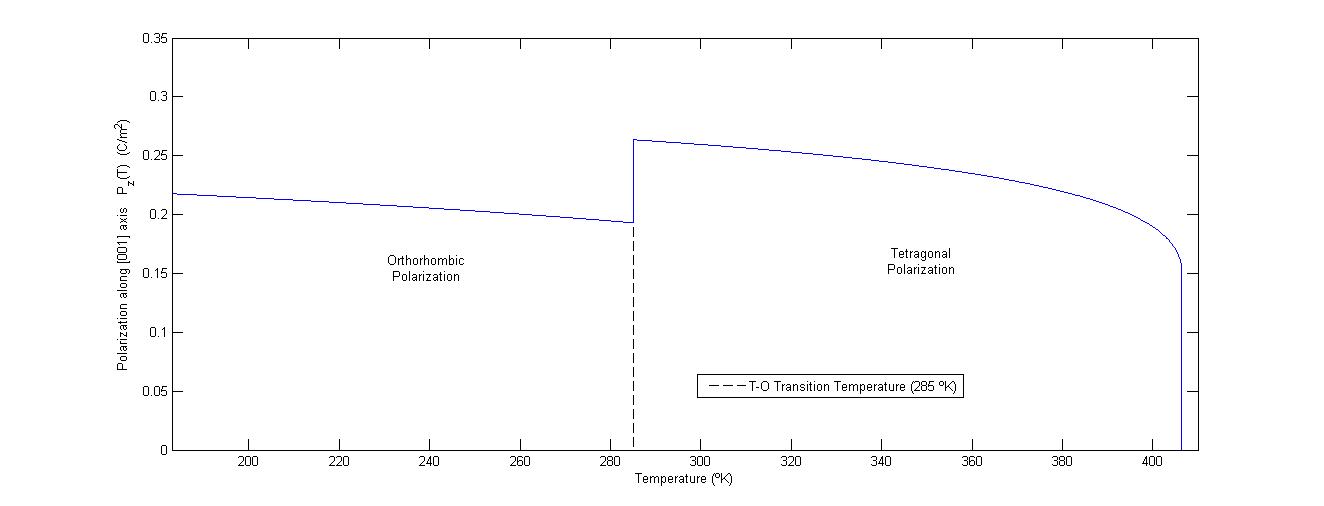 0.35
0.3
0.25
0.2
0.15
0.1
0.05
0
Polarization along [001] axis P_z(T) (C/m²)
Orthorhombic
Polarization
Tetragonal
Polarization
T-O Transition Temperature (285 ºK)
200 220 240 260 280 300 320 340 360 380 400
Temperature (ºK)